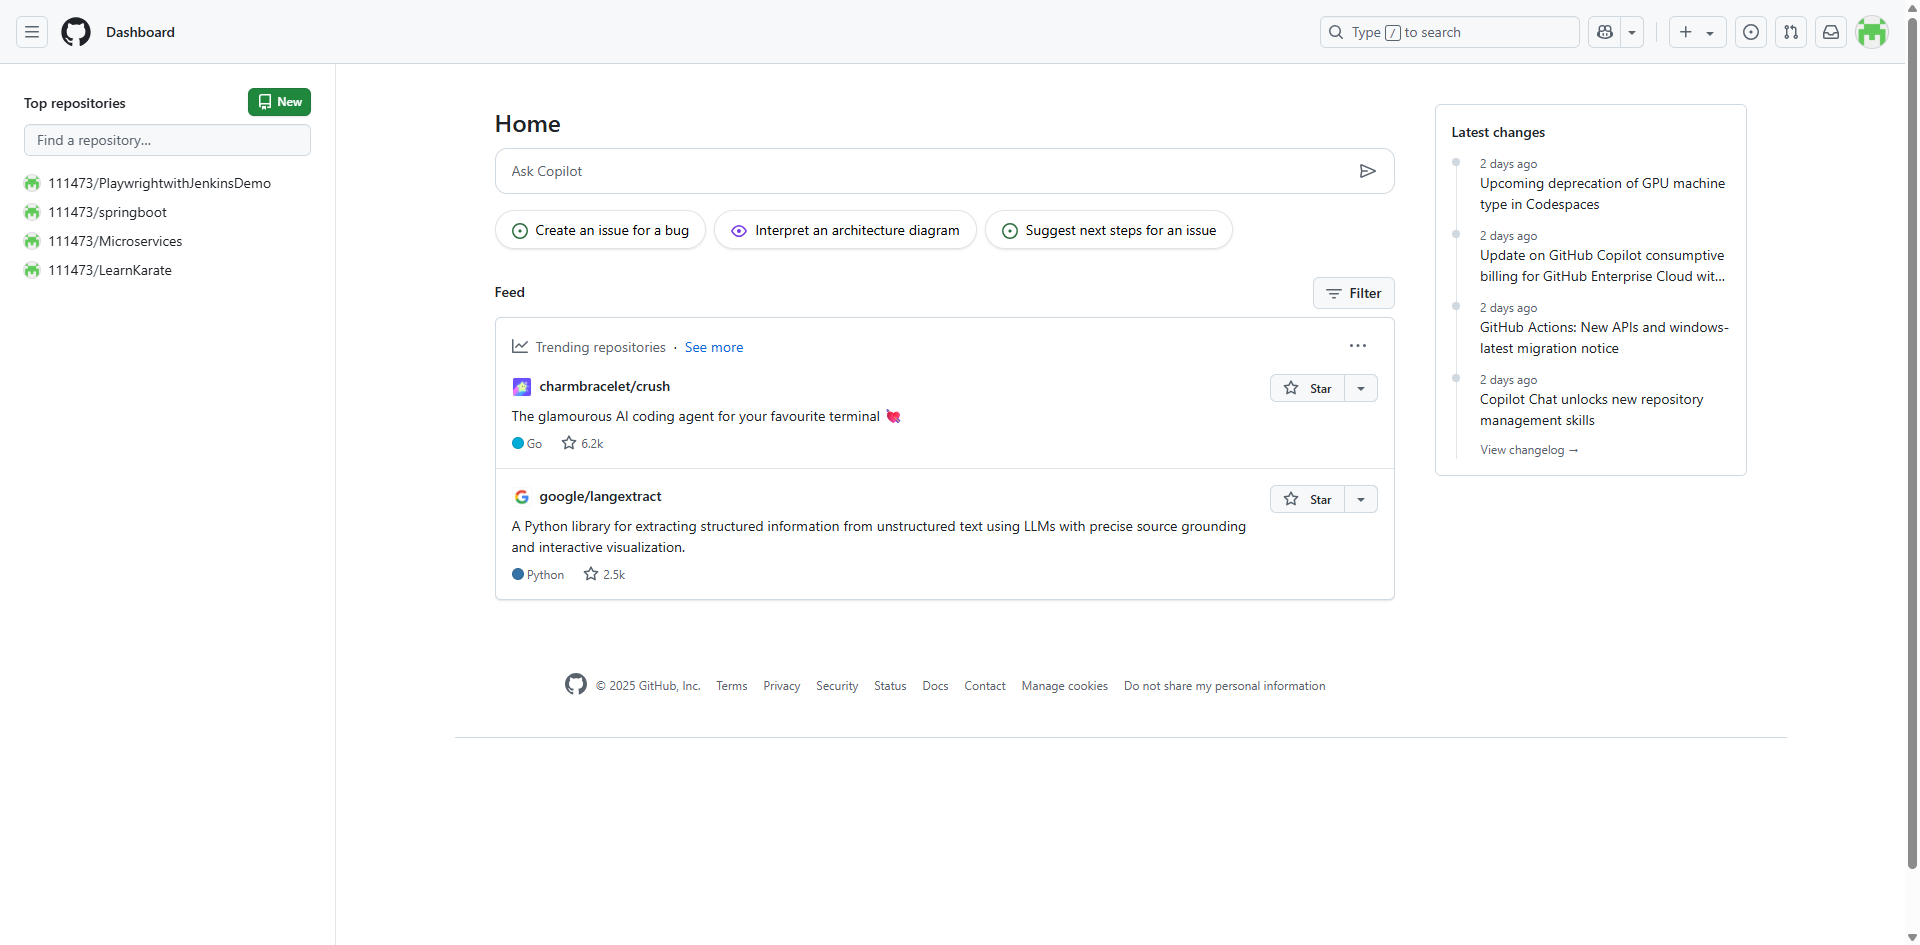 Dashboard
Type / to search
Top repositories
New
Find a repository...
111473/PlaywrightwithJenkinsDemo
111473/springboot
111473/Microservices
111473/LearnKarate
Home
Ask Copilot
Create an issue for a bug
Interpret an architecture diagram
Suggest next steps for an issue
Feed
Filter
Trending repositories · See more
charmbracelet/crush
Star
The glamourous AI coding agent for your favourite terminal 💘
Go 6.2k
google/langextract
Star
A Python library for extracting structured information from unstructured text using LLMs with precise source grounding
and interactive visualization.
Python 2.5k
Latest changes
2 days ago
Upcoming deprecation of GPU machine
type in Codespaces
2 days ago
Update on GitHub Copilot consumptive
billing for GitHub Enterprise Cloud wit...
2 days ago
GitHub Actions: New APIs and windows-
latest migration notice
2 days ago
Copilot Chat unlocks new repository
management skills
View changelog →
© 2025 GitHub, Inc. Terms Privacy Security Status Docs Contact Manage cookies Do not share my personal information